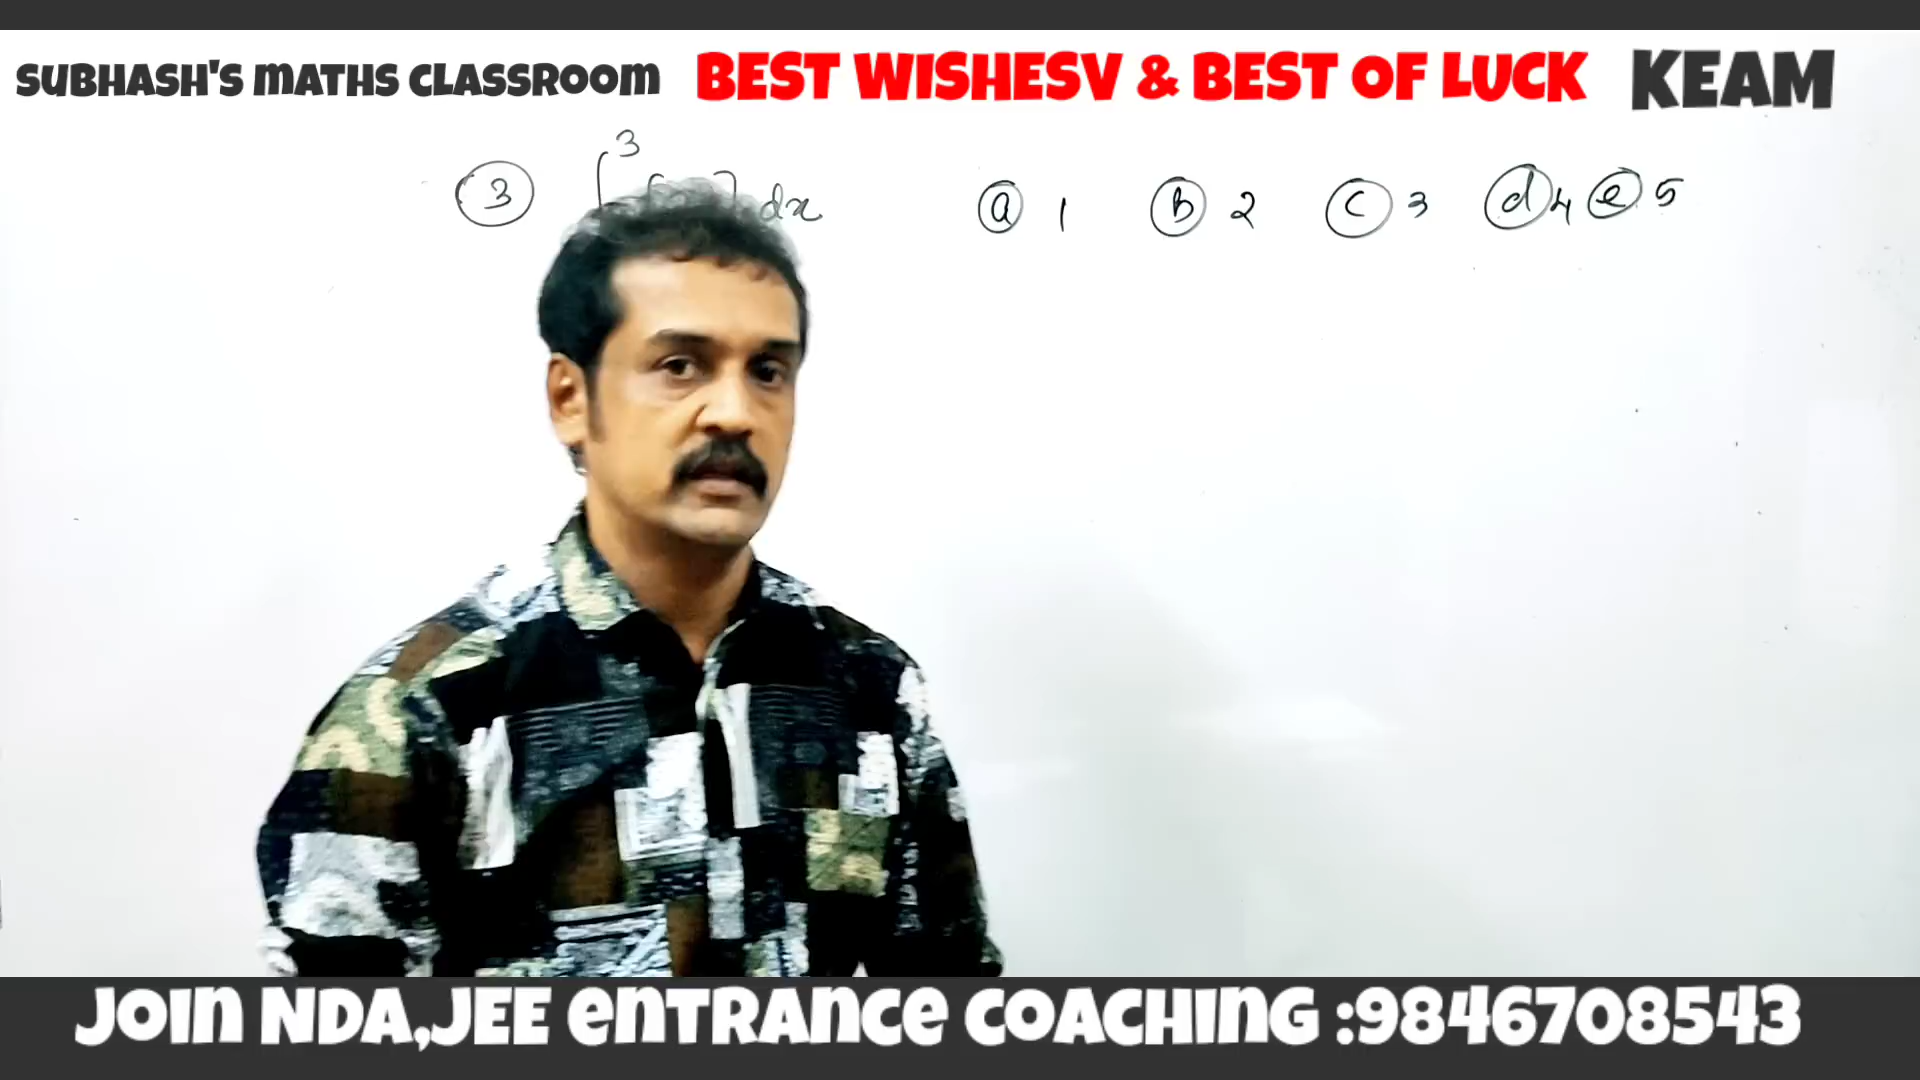 SUBHASH'S MATHS CLASSROOM BEST WISHESV & BEST OF LUCK KEAM
3 ∫ 3 ] dx a 1 b 2 c 3 d 4 e 5
JOIN NDA,JEE ENTRANCE COACHING :9846708543